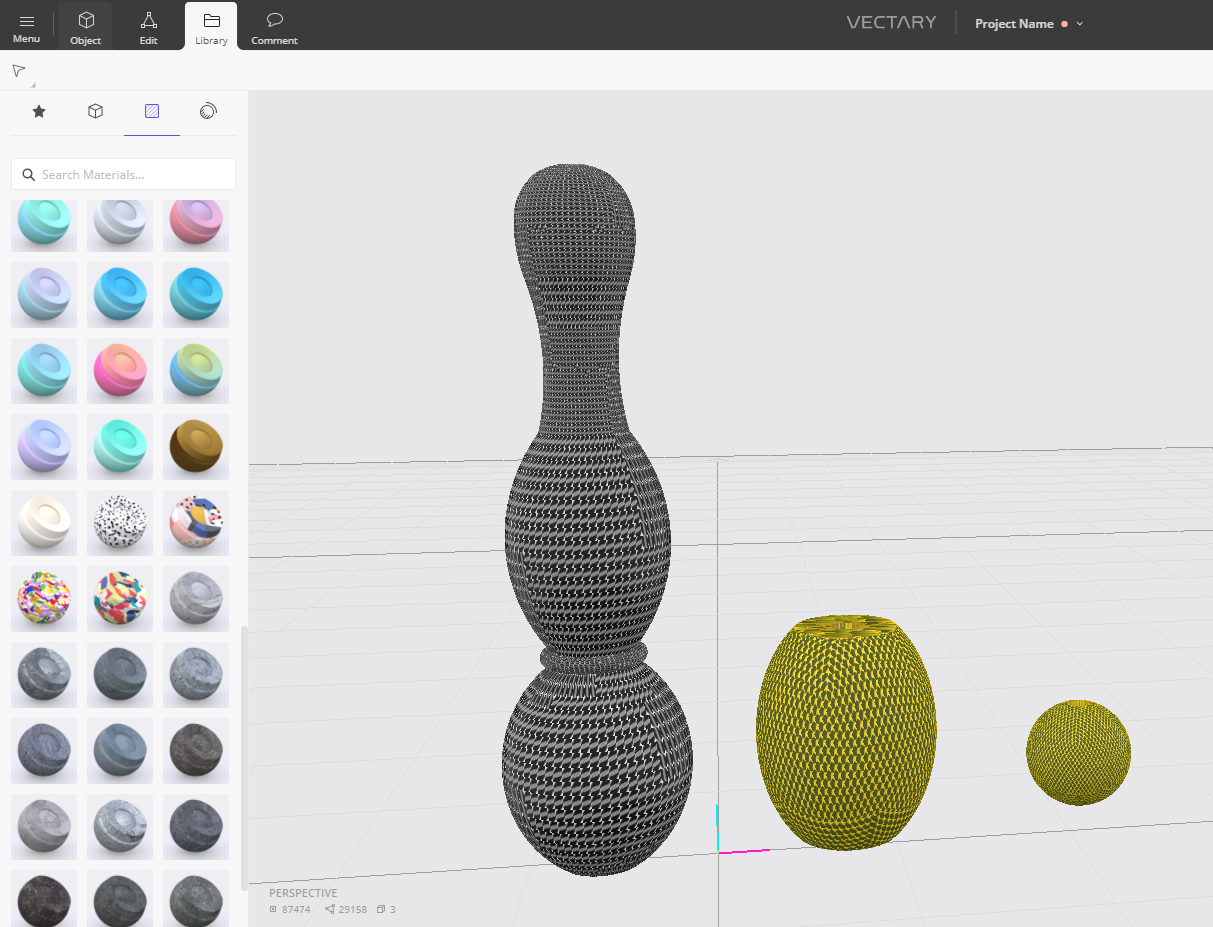 VECTARY
Project Name
Menu
Object
Edit
Library
Comment
Search Materials...
PERSPECTIVE
87474 29158 3